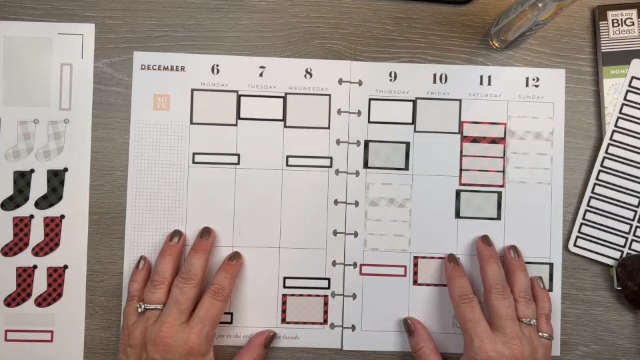 DECEMBER
6 7 8 9 10 11 12
MONDAY TUESDAY WEDNESDAY THURSDAY FRIDAY SATURDAY SUNDAY
me & my
BIG
ideas